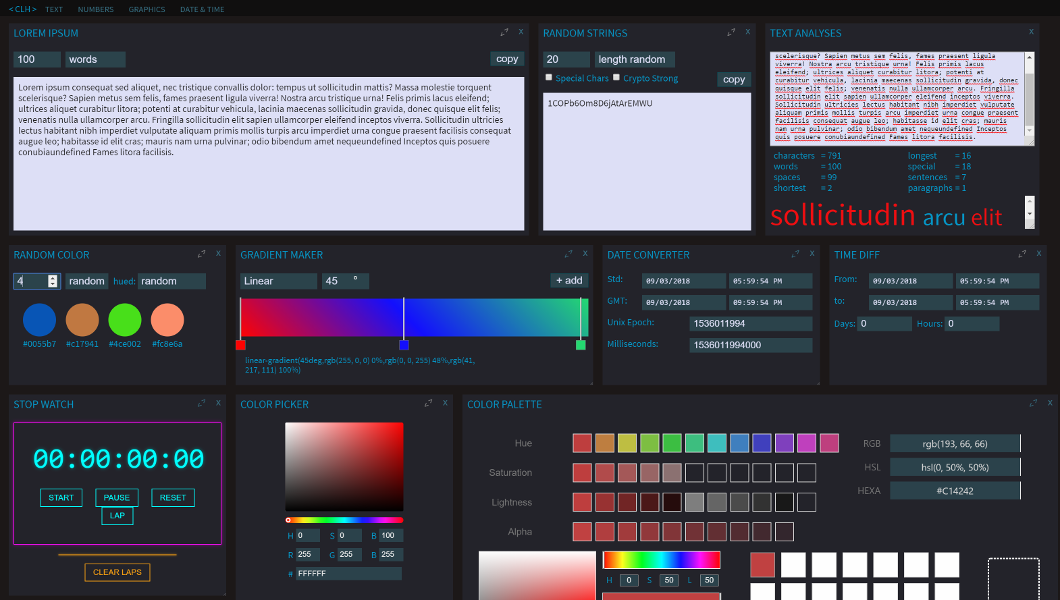 <CLH> TEXT NUMBERS GRAPHICS DATE & TIME
LOREM IPSUM x
100 words copy
Lorem ipsum consequat sed aliquet, nec tristique convallis dolor: tempus ut sollicitudin mattis? Massa molestie torquent
scelerisque? Sapien metus sem felis, fames praesent ligula viverra! Nostra arcu tristique urna! Felis primis lacus eleifend;
ultrices aliquat curabitur litora; potenti at curabitur vehicula, lacinia maecenas sollicitudin gravida, donec quisque elit felis;
venenatis nulla ullamcorper arcu. Fringilla sollicitudin elit sapien ullamcorper eleifend inceptos viverra. Sollicitudin ultricies
lectus habitant nibh imperdiet vulputate aliquam primis mollis turpis arcu imperdiet urna congue praesent facilisis consequat
augue leo; habitasse id elit cras; mauris nam urna pulvinar; odio bibendum amet nequeundefined Inceptos quis posuere
conubiaundefined Fames litora facilisis.
RANDOM STRINGS x
20 length random
Special Chars Crypto Strong copy
1COPb6Om8D6jAtArEMWU
TEXT ANALYSES x
scelerisque? Sapien metus sem felis, fames praesent ligula
viverra! Nostra arcu tristique urna! Felis primis lacus
eleifend; ultrices aliquat curabitur litora; potenti at
curabitur vehicula, lacinia maecenas sollicitudin gravida, donec
quisque elit felis; venenatis nulla ullamcorper arcu. Fringilla
sollicitudin elit sapien ullamcorper eleifend inceptos viverra.
Sollicitudin ultricies lectus habitant nibh imperdiet vulputate
aliquam primis mollis turpis arcu imperdiet urna congue praesent
facilisis consequat augue leo; habitasse id elit cras; mauris
nam urna pulvinar; odio bibendum amet nequeundefined Inceptos
quis posuere conubiaundefined Fames litora facilisis.
characters = 791 longest = 16
words = 100 special = 18
spaces = 99 sentences = 7
shortest = 2 paragraphs = 1
sollicitudin arcu elit
RANDOM COLOR x
4 random hued: random
#0055b7 #c17941 #4ce002 #fc8e6a
GRADIENT MAKER x
Linear 45 ° + add
linear-gradient(45deg,rgb(255, 0, 0) 0%,rgb(0, 0, 255) 48%,rgb(41,
217, 111) 100%)
DATE CONVERTER x
Std: 09/03/2018 05:59:54 PM
GMT: 09/03/2018 05:59:54 PM
Unix Epoch: 1536011994
Milliseconds: 1536011994000
TIME DIFF x
From: 09/03/2018 05:59:54 PM
to: 09/03/2018 05:59:54 PM
Days: 0 Hours: 0
STOP WATCH x
00:00:00:00
START PAUSE RESET
LAP
CLEAR LAPS
COLOR PICKER x
H 0 S 0 B 100
R 255 G 255 B 255
# FFFFFF
COLOR PALETTE x
Hue RGB rgb(193, 66, 66)
Saturation HSL hsl(0, 50%, 50%)
Lightness HEXA #C14242
Alpha
H 0 S 50 L 50